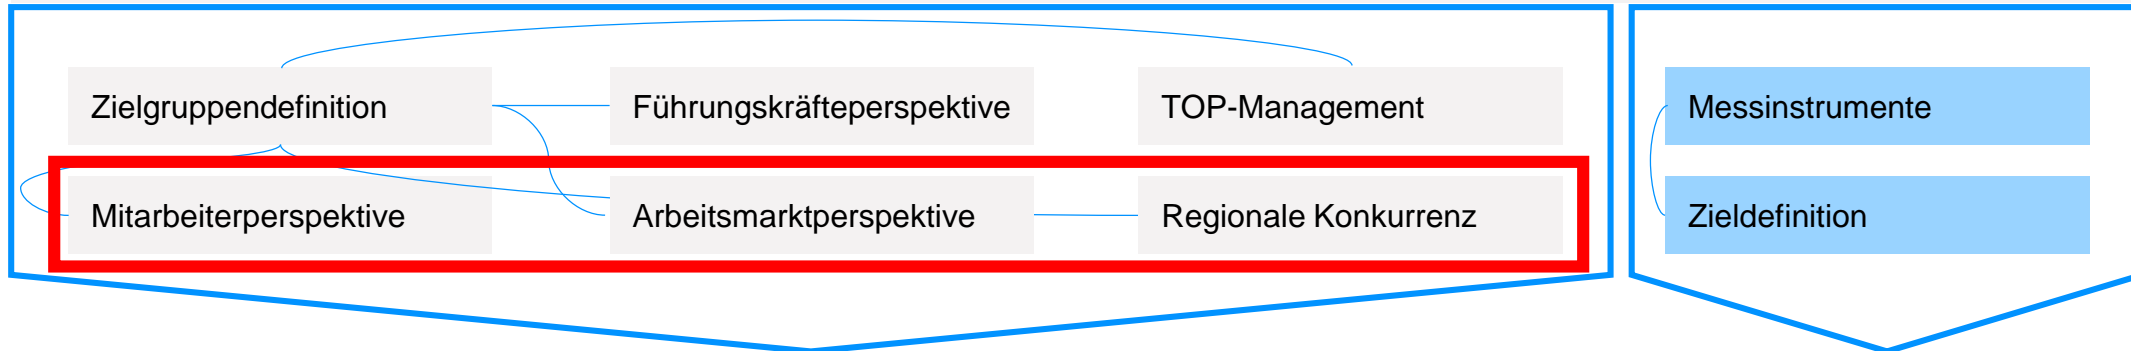 Zielgruppendefinition
Führungskräfteperspektive
TOP-Management
Messinstrumente
Mitarbeiterperspektive
Arbeitsmarktperspektive
Regionale Konkurrenz
Zieldefinition